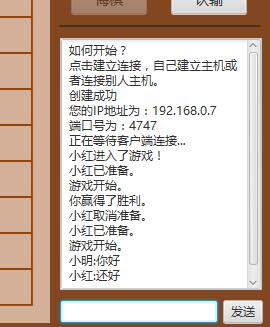 悔棋 认输
如何开始？
点击建立连接，自己建立主机或
者连接别人主机。
创建成功
您的IP地址为：192.168.0.7
端口号为：4747
正在等待客户端连接...
小红进入了游戏！
小红已准备。
游戏开始。
你赢得了胜利。
小红取消准备。
小红已准备。
游戏开始。
小明:你好
小红:还好
发送